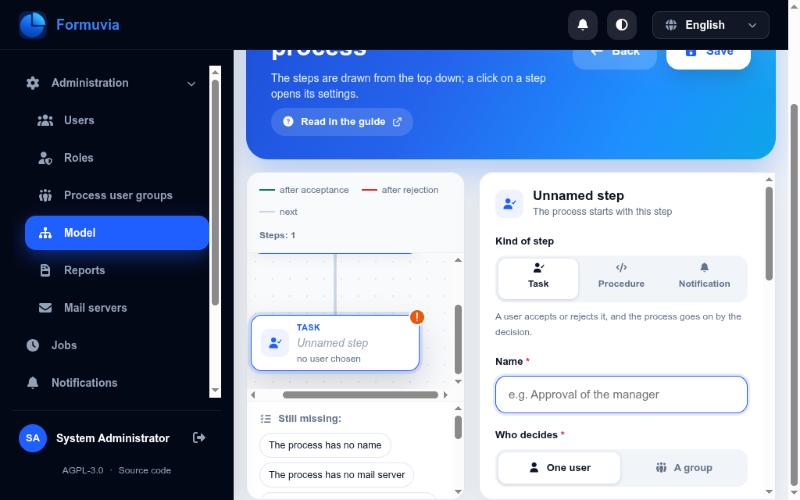 Formuvia
English
Administration
Users
Roles
Process user groups
Model
Reports
Mail servers
Jobs
Notifications
SA
System Administrator
AGPL-3.0 · Source code
process
Back
Save
The steps are drawn from the top down; a click on a step
opens its settings.
Read in the guide
after acceptance
after rejection
next
Steps: 1
TASK
Unnamed step
no user chosen
!
Still missing:
The process has no name
The process has no mail server
Unnamed step
The process starts with this step
Kind of step
Task
Procedure
Notification
A user accepts or rejects it, and the process goes on by the
decision.
Name *
e.g. Approval of the manager
Who decides *
One user
A group